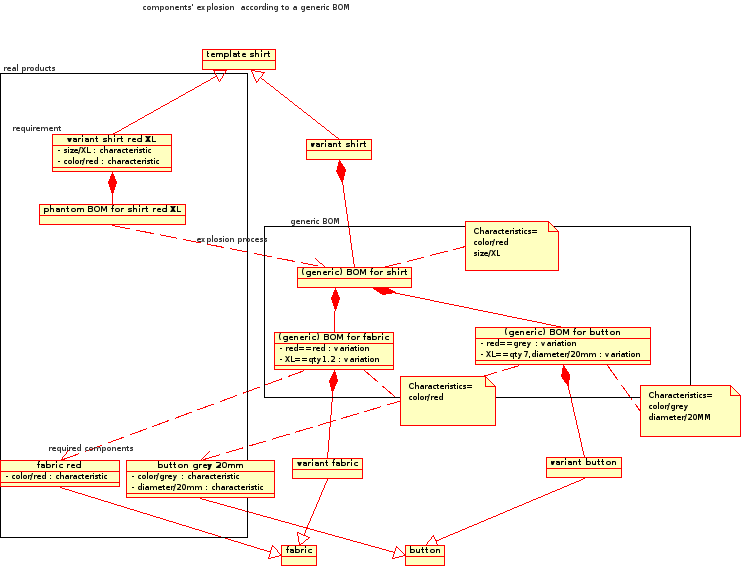 components' explosion according to a generic BOM
template shirt
real products
requirement
variant shirt red XL
- size/XL : characteristic
- color/red : characteristic
variant shirt
phantom BOM for shirt red XL
generic BOM
explosion process
Characteristics=
color/red
size/XL
(generic) BOM for shirt
(generic) BOM for fabric
- red==red : variation
- XL==qty1.2 : variation
(generic) BOM for button
- red==grey : variation
- XL==qty7,diameter/20mm : variation
Characteristics=
color/red
Characteristics=
color/grey
diameter/20MM
required components
fabric red
- color/red : characteristic
button grey 20mm
- color/grey : characteristic
- diameter/20mm : characteristic
variant fabric
variant button
fabric
button